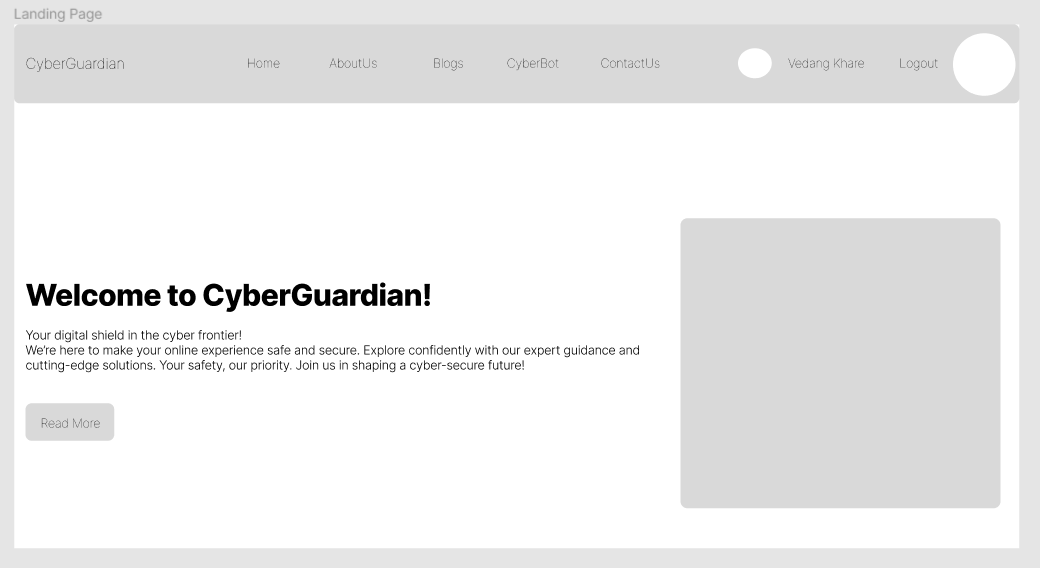 Landing Page
CyberGuardian Home AboutUs Blogs CyberBot ContactUs Vedang Khare Logout
Welcome to CyberGuardian!
Your digital shield in the cyber frontier!
We're here to make your online experience safe and secure. Explore confidently with our expert guidance and
cutting-edge solutions. Your safety, our priority. Join us in shaping a cyber-secure future!
Read More